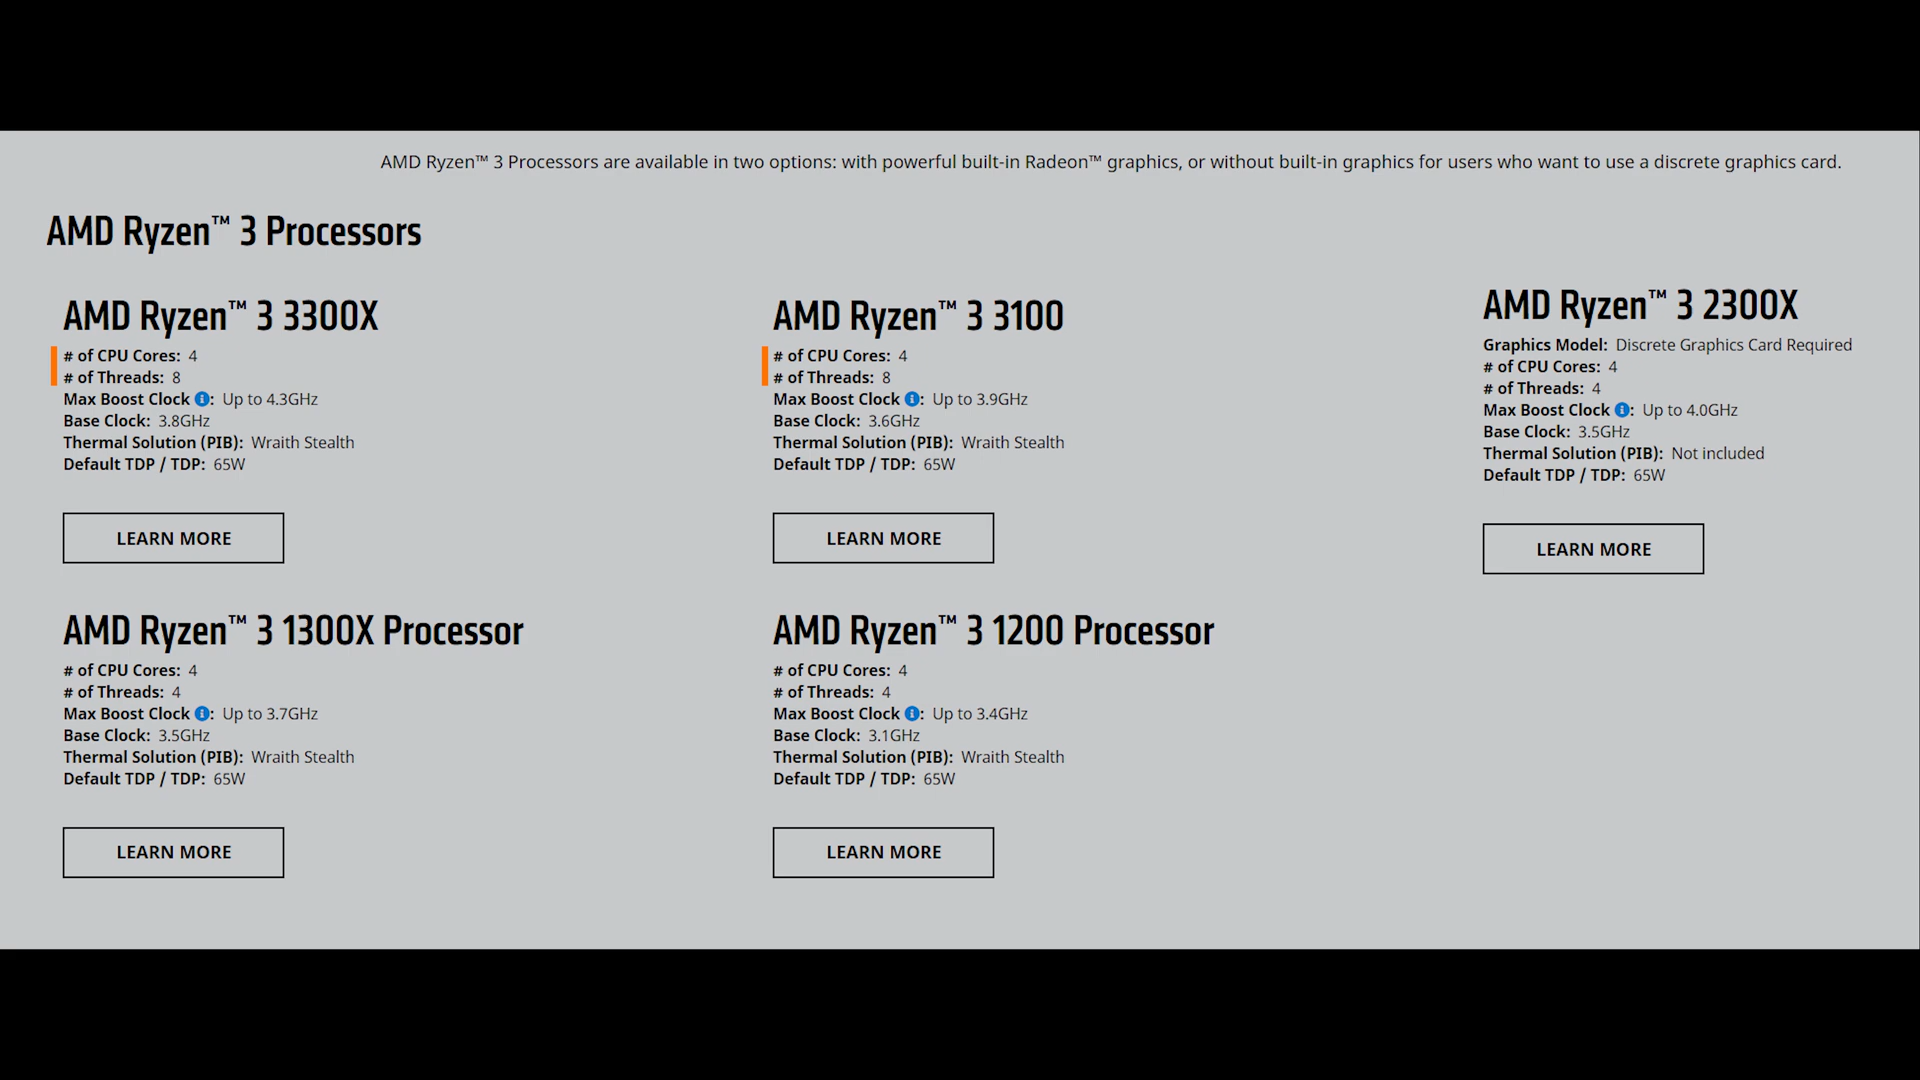 AMD Ryzen™ 3 Processors are available in two options: with powerful built-in Radeon™ graphics, or without built-in graphics for users who want to use a discrete graphics card.
AMD Ryzen™ 3 Processors
AMD Ryzen™ 3 3300X
# of CPU Cores: 4
# of Threads: 8
Max Boost Clock i: Up to 4.3GHz
Base Clock: 3.8GHz
Thermal Solution (PIB): Wraith Stealth
Default TDP / TDP: 65W
LEARN MORE
AMD Ryzen™ 3 3100
# of CPU Cores: 4
# of Threads: 8
Max Boost Clock i: Up to 3.9GHz
Base Clock: 3.6GHz
Thermal Solution (PIB): Wraith Stealth
Default TDP / TDP: 65W
LEARN MORE
AMD Ryzen™ 3 2300X
Graphics Model: Discrete Graphics Card Required
# of CPU Cores: 4
# of Threads: 4
Max Boost Clock i: Up to 4.0GHz
Base Clock: 3.5GHz
Thermal Solution (PIB): Not included
Default TDP / TDP: 65W
LEARN MORE
AMD Ryzen™ 3 1300X Processor
# of CPU Cores: 4
# of Threads: 4
Max Boost Clock i: Up to 3.7GHz
Base Clock: 3.5GHz
Thermal Solution (PIB): Wraith Stealth
Default TDP / TDP: 65W
LEARN MORE
AMD Ryzen™ 3 1200 Processor
# of CPU Cores: 4
# of Threads: 4
Max Boost Clock i: Up to 3.4GHz
Base Clock: 3.1GHz
Thermal Solution (PIB): Wraith Stealth
Default TDP / TDP: 65W
LEARN MORE